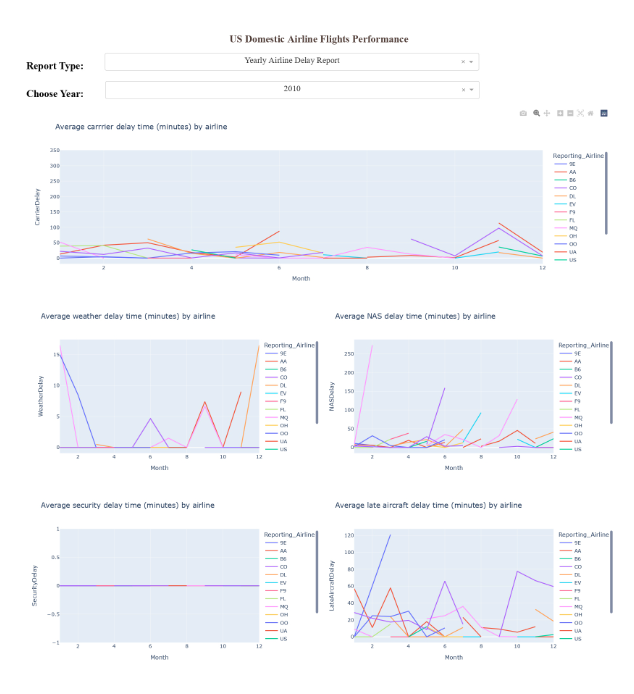 US Domestic Airline Flights Performance
Report Type:
Yearly Airline Delay Report
Choose Year:
2010
Average carrrier delay time (minutes) by airline
350
300
250
200
150
100
50
0
CarrierDelay
2 4 6 8 10 12
Month
Reporting_Airline
9E
AA
B6
CO
DL
EV
F9
FL
MQ
OH
OO
UA
US
Average weather delay time (minutes) by airline
15
10
5
0
WeatherDelay
2 4 6 8 10 12
Month
Reporting_Airline
9E
AA
B6
CO
DL
EV
F9
FL
MQ
OH
OO
UA
US
Average NAS delay time (minutes) by airline
250
200
150
100
50
0
NASDelay
2 4 6 8 10 12
Month
Reporting_Airline
9E
AA
B6
CO
DL
EV
F9
FL
MQ
OH
OO
UA
US
Average security delay time (minutes) by airline
1
0.5
0
−0.5
−1
SecurityDelay
2 4 6 8 10 12
Month
Reporting_Airline
9E
AA
B6
CO
DL
EV
F9
FL
MQ
OH
OO
UA
US
Average late aircraft delay time (minutes) by airline
120
100
80
60
40
20
0
LateAircraftDelay
2 4 6 8 10 12
Month
Reporting_Airline
9E
AA
B6
CO
DL
EV
F9
FL
MQ
OH
OO
UA
US